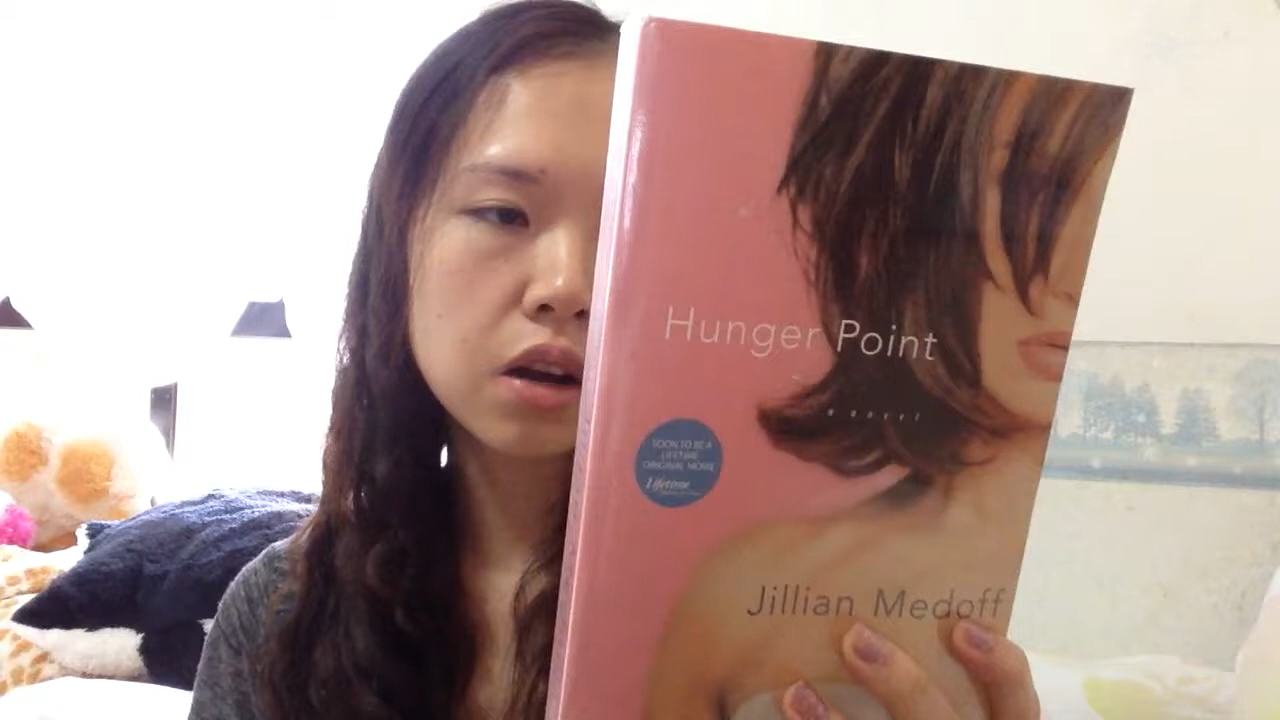 Hunger Point
a novel
SOON TO BE A
LIFETIME
ORIGINAL MOVIE
Lifetime
Jillian Medoff